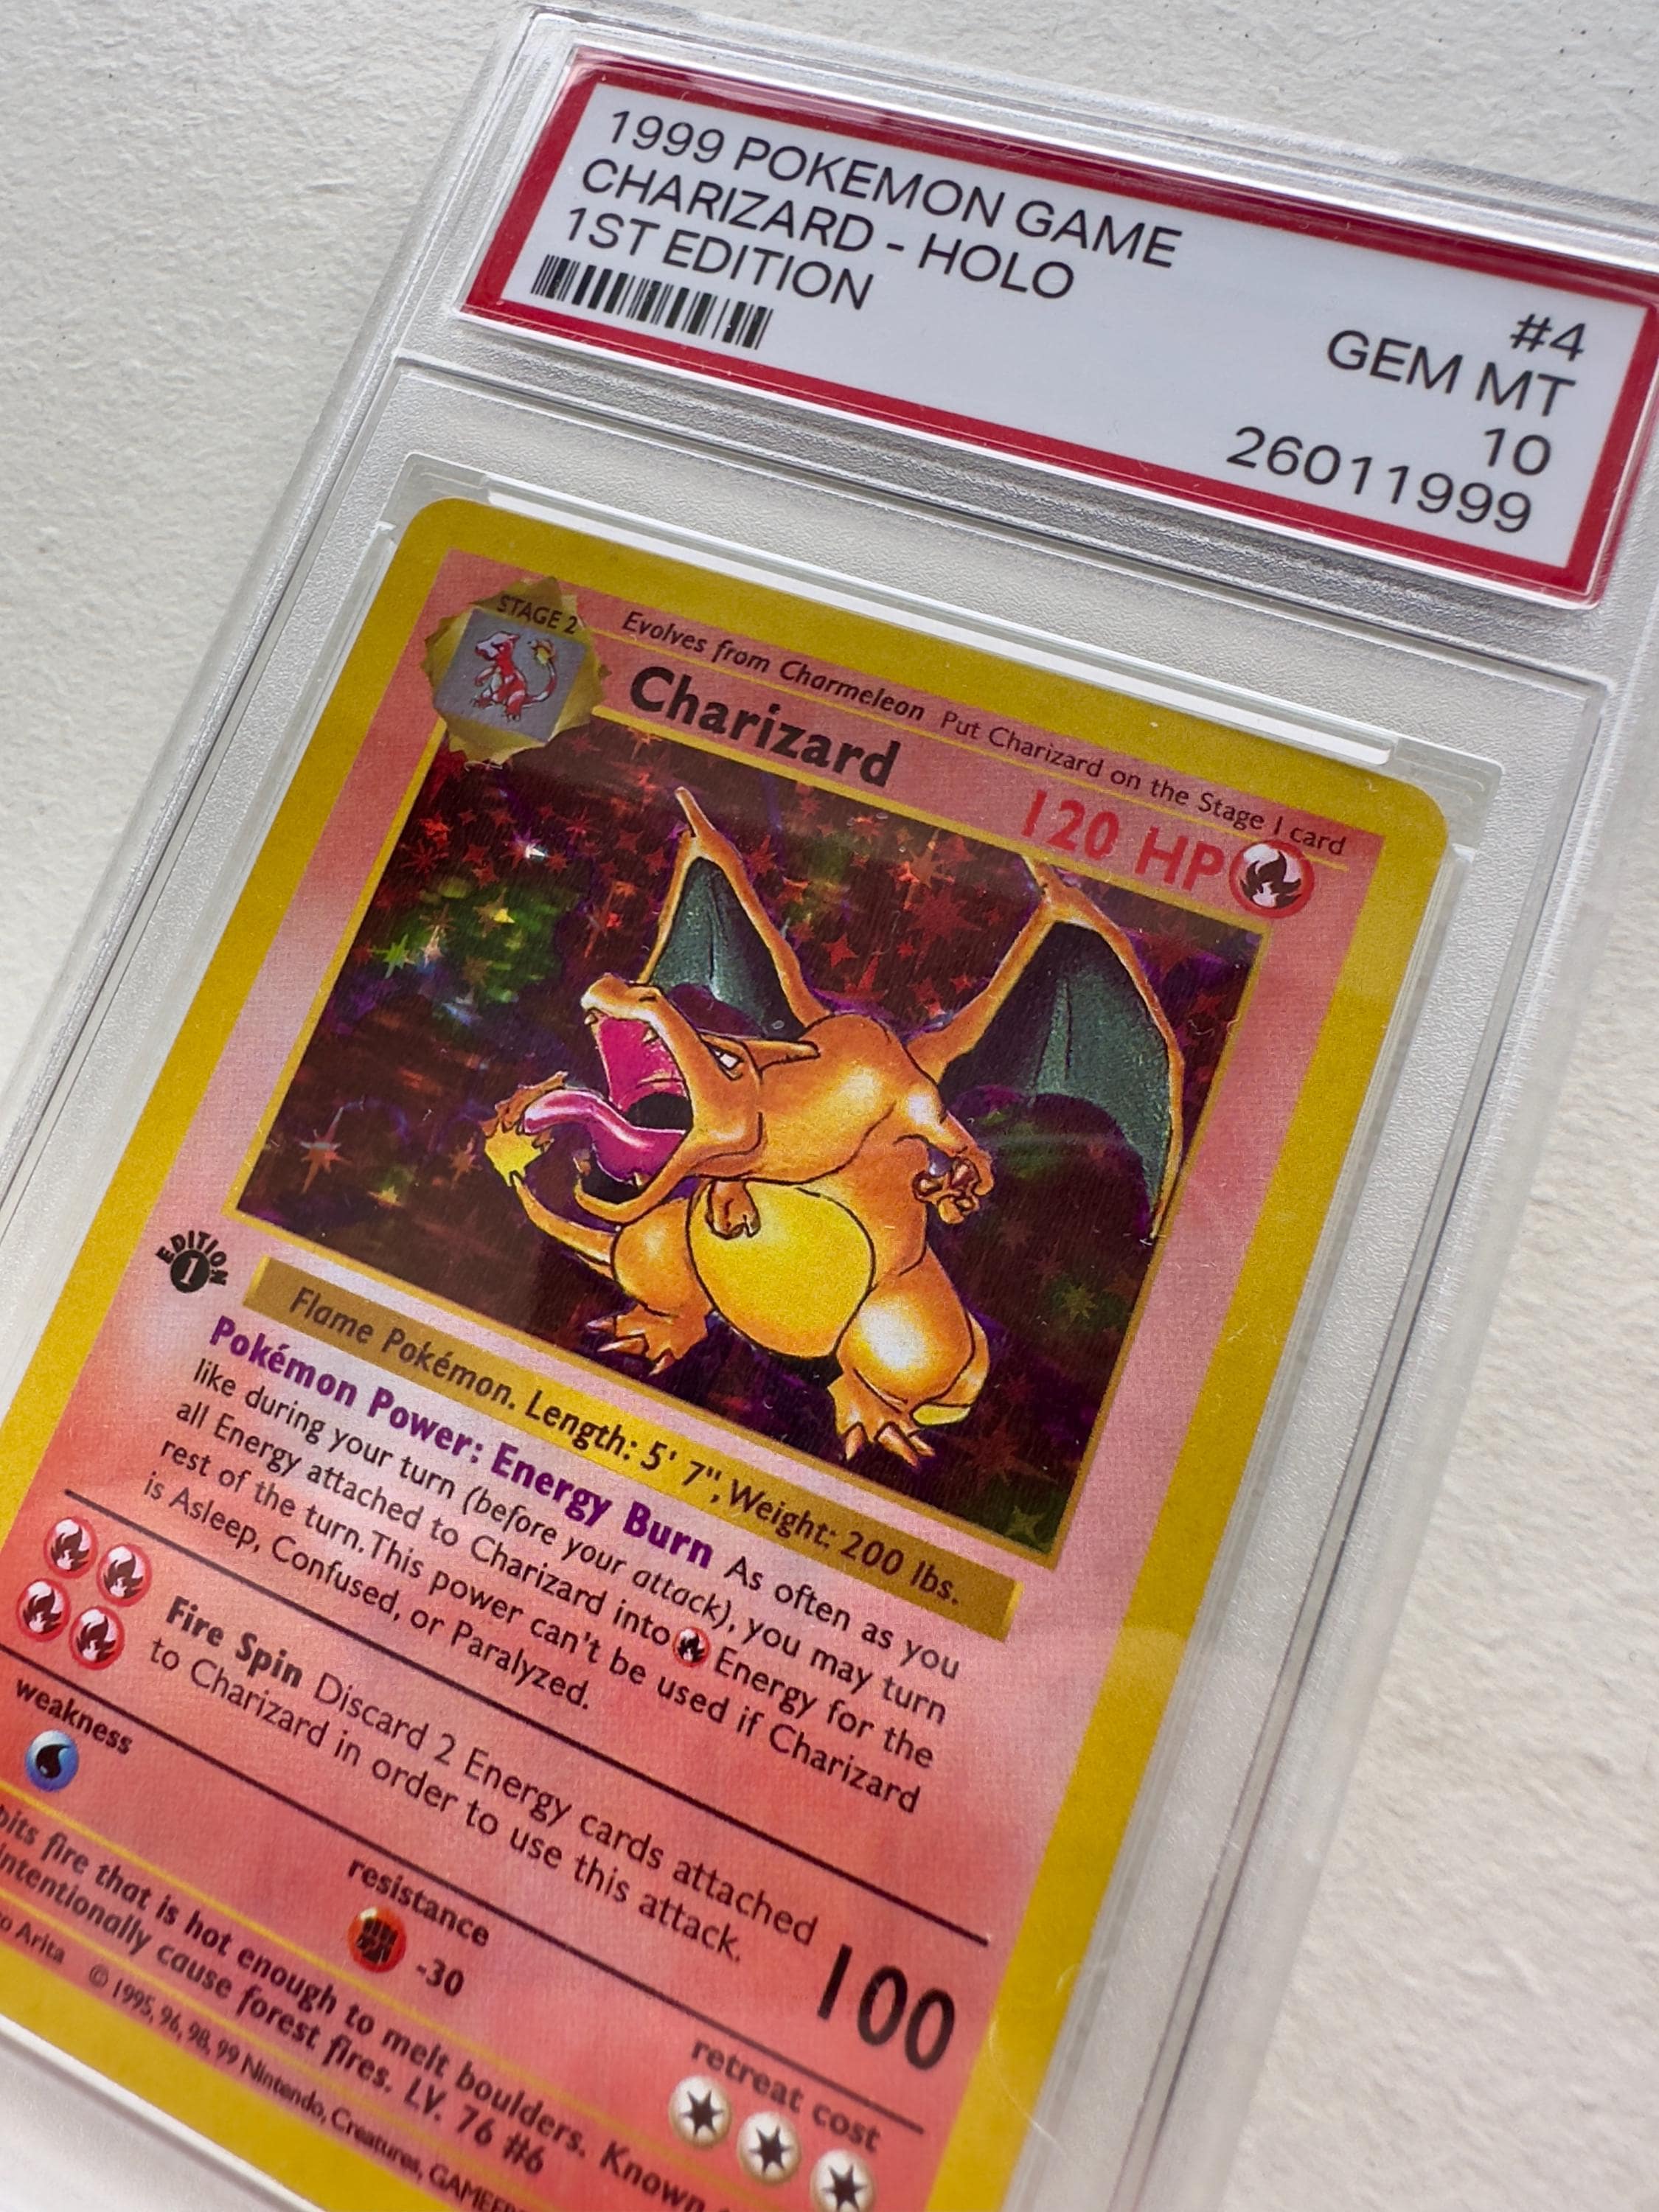 1999 POKEMON GAME
CHARIZARD - HOLO
1ST EDITION
#4
GEM MT
10
26011999
STAGE 2
Evolves from Charmeleon Put Charizard on the Stage 1 card
Charizard
120 HP
EDITION
1
Flame Pokémon. Length: 5' 7", Weight: 200 lbs.
Pokémon Power: Energy Burn As often as you
like during your turn (before your attack), you may turn
all Energy attached to Charizard into Energy for the
rest of the turn. This power can't be used if Charizard
is Asleep, Confused, or Paralyzed.
Fire Spin Discard 2 Energy cards attached
to Charizard in order to use this attack.
100
weakness
resistance
-30
retreat cost
fire that is hot enough to melt boulders. Known
cause forest fires. LV. 76 #6
Arita © 1995, 96, 98, 99 Nintendo, Creatures,